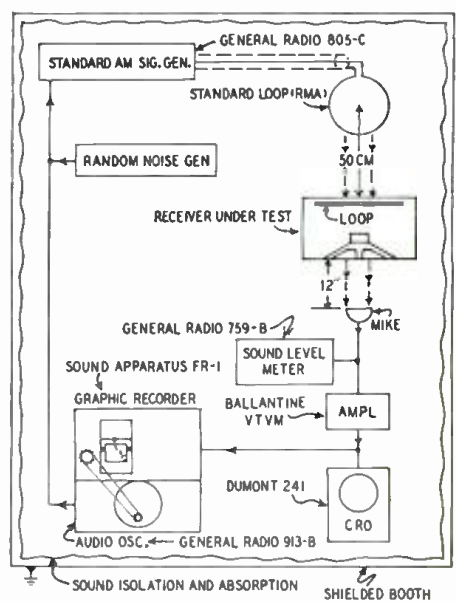 GENERAL RADIO 805-C
STANDARD AM SIG. GEN.
STANDARD LOOP (RMA)
50 CM
RANDOM NOISE GEN
RECEIVER UNDER TEST
LOOP
12"
MIKE
GENERAL RADIO 759-B
SOUND LEVEL
METER
SOUND APPARATUS FR-1
GRAPHIC RECORDER
BALLANTINE
VTVM
AMPL
DUMONT 241
CRO
AUDIO OSC.
GENERAL RADIO 913-B
SOUND ISOLATION AND ABSORPTION
SHIELDED BOOTH